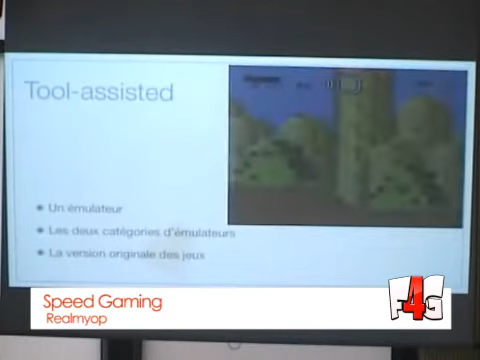 Tool-assisted
Un émulateur
Les deux catégories d'émulateurs
La version originale des jeux
Speed Gaming
Realmyop
F4G